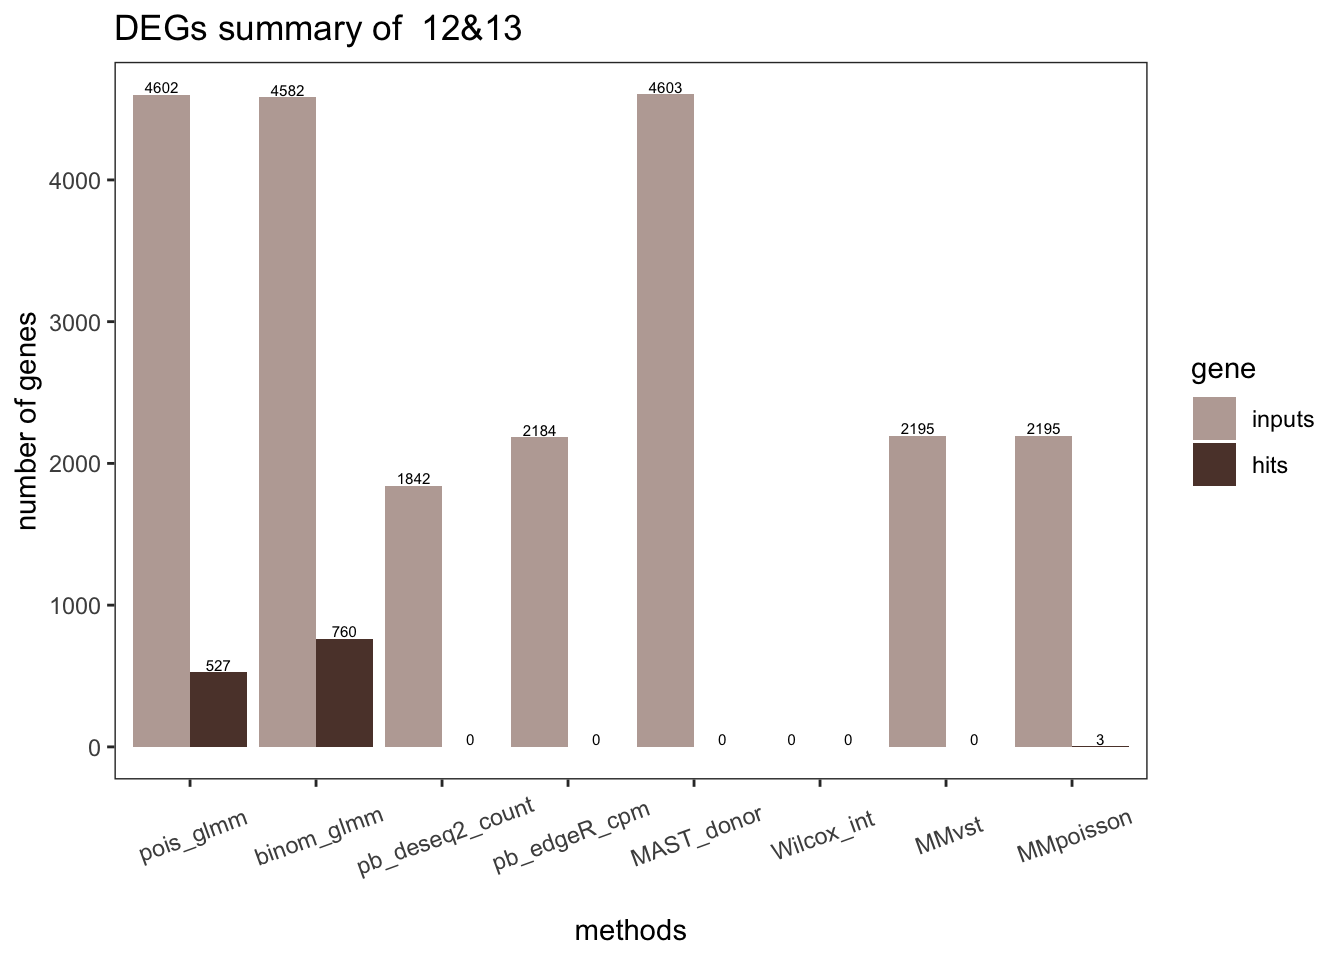 DEGs summary of  12&13
number of genes
4000
3000
2000
1000
0
4602
527
4582
760
1842
0
2184
0
4603
0
0
0
2195
0
2195
3
pois_glmm
binom_glmm
pb_deseq2_count
pb_edgeR_cpm
MAST_donor
Wilcox_int
MMvst
MMpoisson
methods
gene
inputs
hits